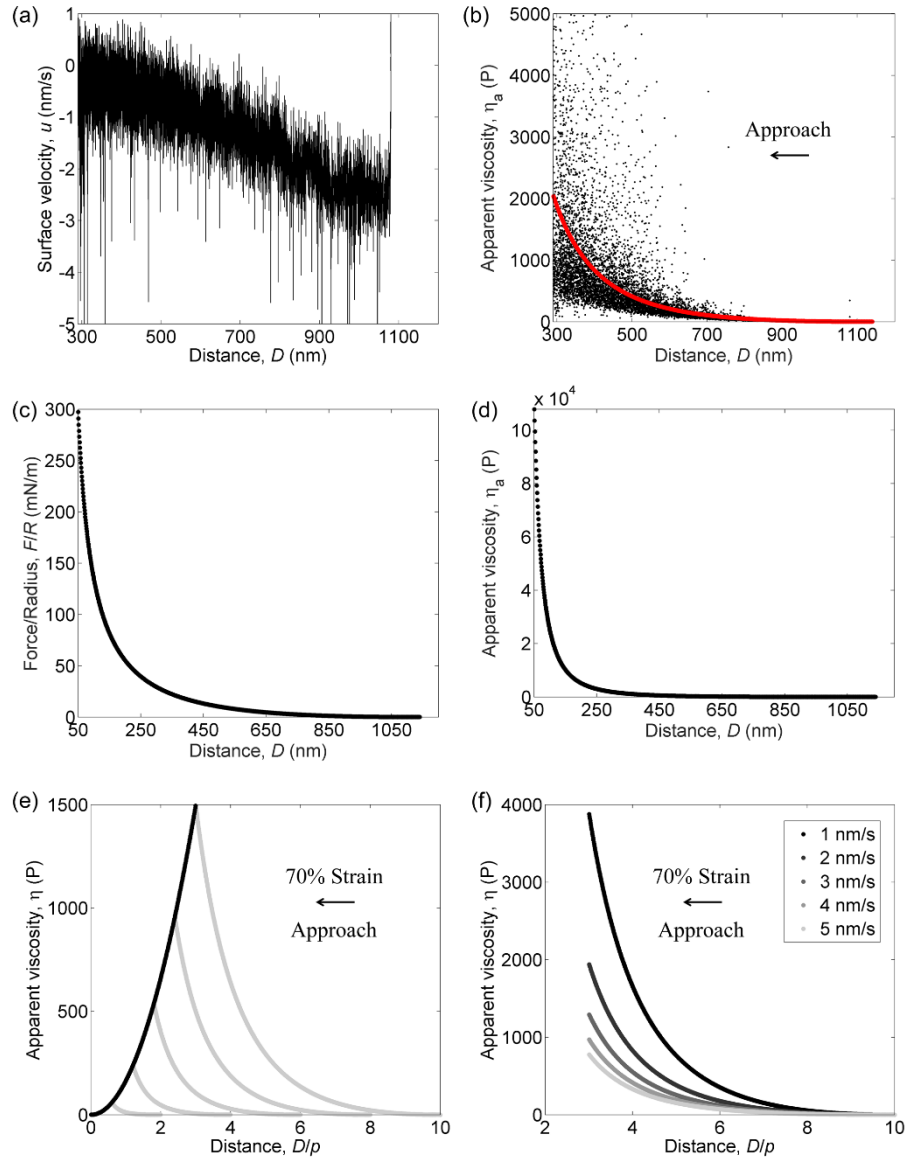 (a)
1
0
-1
-2
-3
-4
-5
Surface velocity, u (nm/s)
300 500 700 900 1100
Distance, D (nm)
(b)
5000
4000
3000
2000
1000
0
Apparent viscosity, ηa (P)
Approach
←
300 500 700 900 1100
Distance, D (nm)
(c)
300
250
200
150
100
50
0
Force/Radius, F/R (mN/m)
50 250 450 650 850 1050
Distance, D (nm)
(d)
x 10⁴
10
8
6
4
2
0
Apparent viscosity, ηa (P)
50 250 450 650 850 1050
Distance, D (nm)
(e)
1500
1000
500
0
Apparent viscosity, η (P)
70% Strain
←
Approach
0 2 4 6 8 10
Distance, D/p
(f)
4000
3000
2000
1000
0
Apparent viscosity, η (P)
70% Strain
←
Approach
1 nm/s
2 nm/s
3 nm/s
4 nm/s
5 nm/s
2 4 6 8 10
Distance, D/p